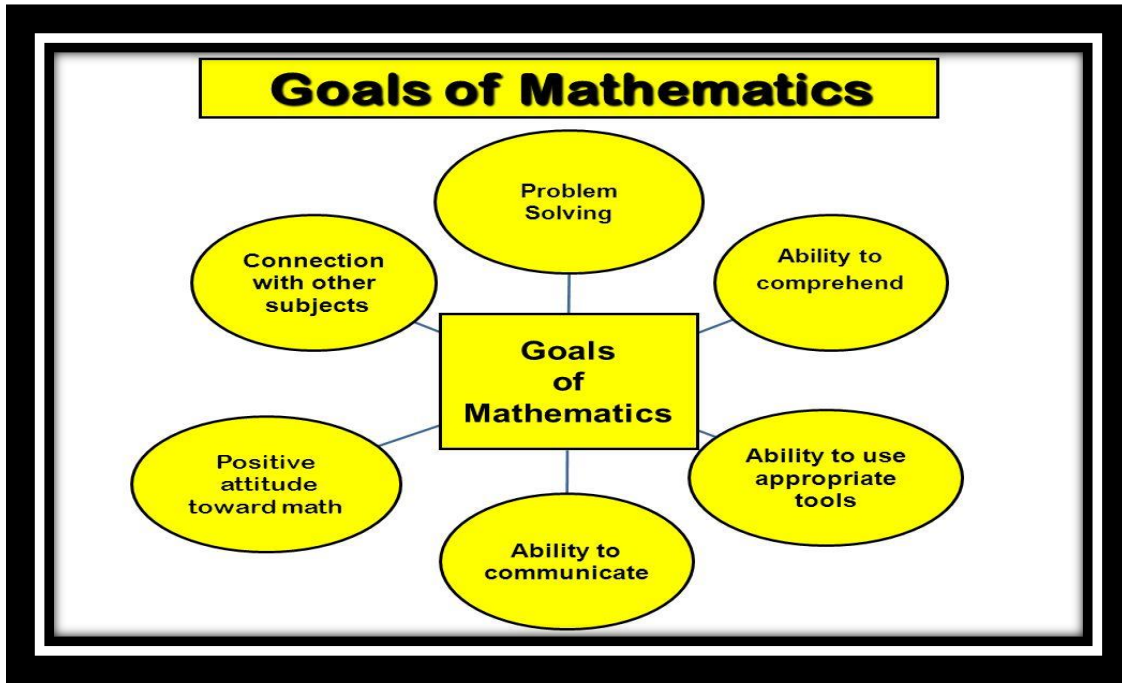 Goals of Mathematics
Problem
Solving
Ability to
comprehend
Ability to use
appropriate
tools
Ability to
communicate
Positive
attitude
toward math
Connection
with other
subjects
Goals
of
Mathematics